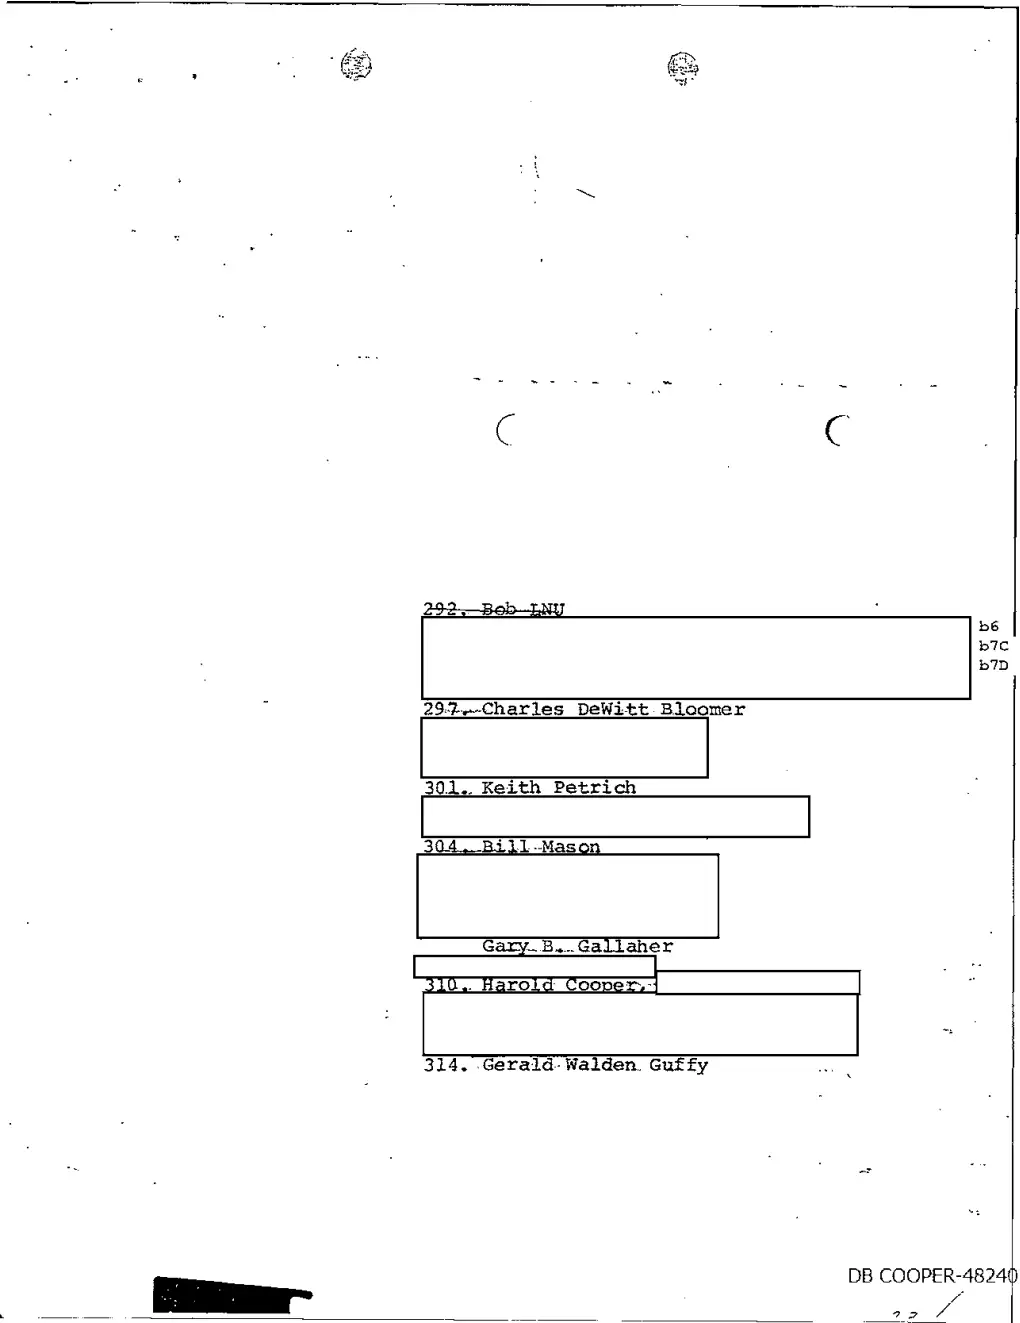 292. Bob LNU
b6
b7C
b7D
297. Charles DeWitt Bloomer
301. Keith Petrich
304. Bill Mason
Gary B. Gallaher
310. Harold Cooper,
314. Gerald Walden Guffy
DB COOPER-48240